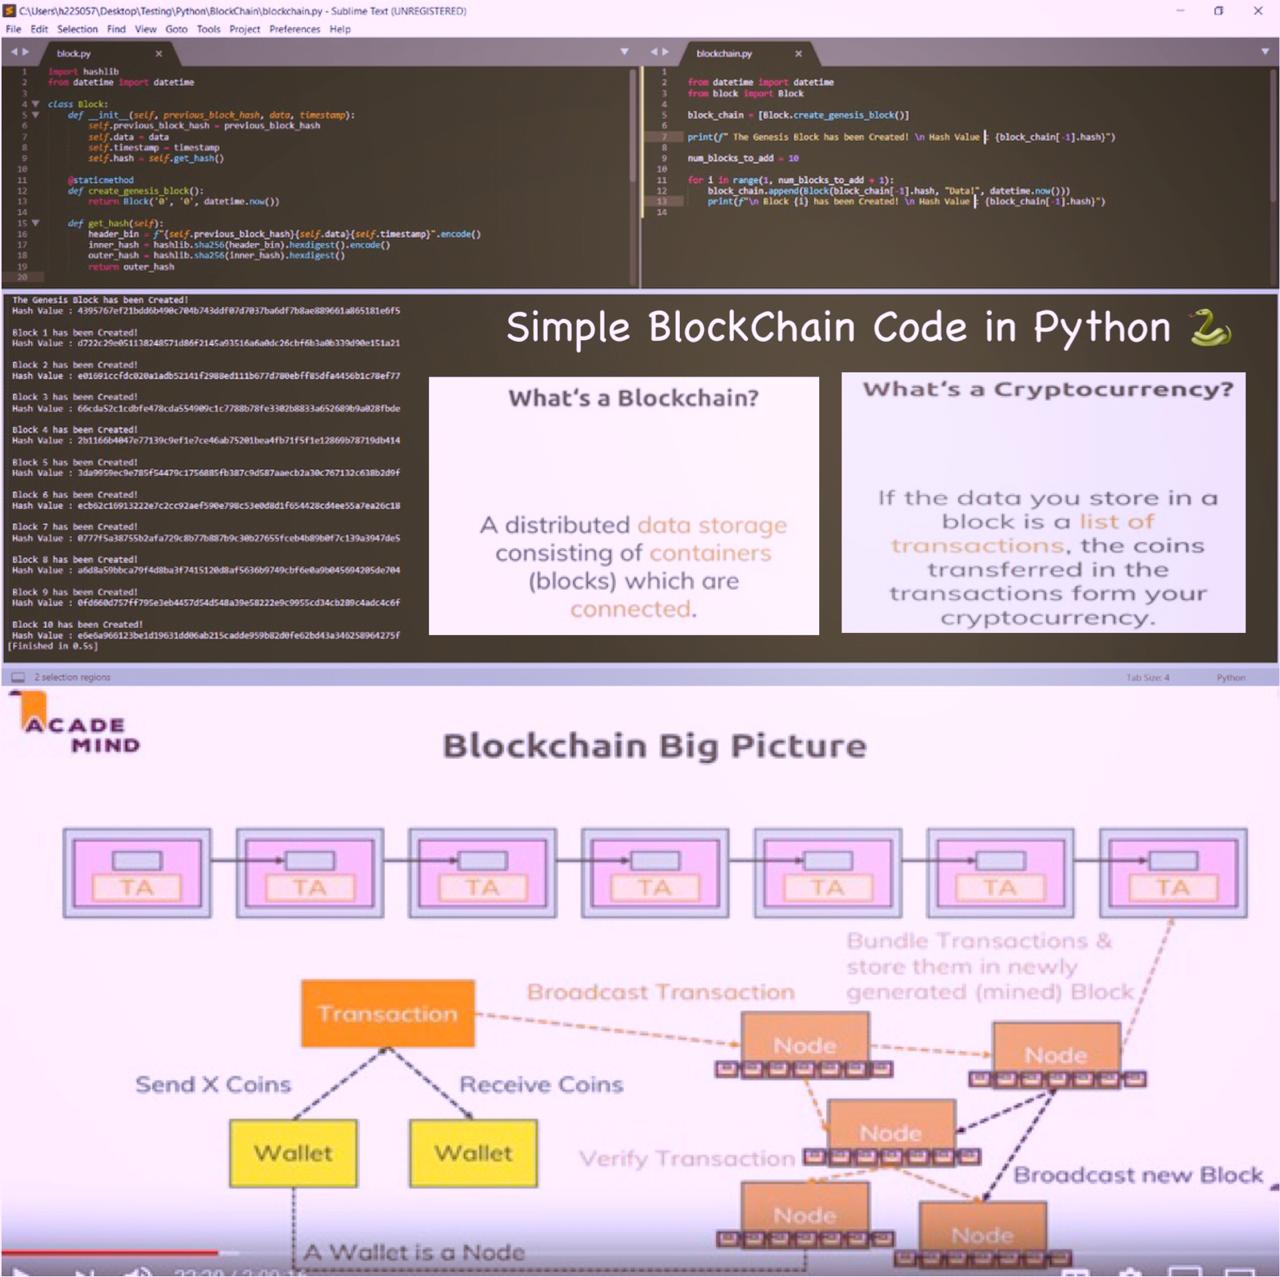 C:\Users\h225057\Desktop\Testing\Python\BlockChain\blockchain.py - Sublime Text (UNREGISTERED)
File Edit Selection Find View Goto Tools Project Preferences Help
block.py
1 import hashlib
2 from datetime import datetime
3
4 class Block:
5 def __init__(self, previous_block_hash, data, timestamp):
6 self.previous_block_hash = previous_block_hash
7 self.data = data
8 self.timestamp = timestamp
9 self.hash = self.get_hash()
10
11 @staticmethod
12 def create_genesis_block():
13 return Block('0', '0', datetime.now())
14
15 def get_hash(self):
16 header_bin = f"{self.previous_block_hash}{self.data}{self.timestamp}".encode()
17 inner_hash = hashlib.sha256(header_bin).hexdigest().encode()
18 outer_hash = hashlib.sha256(inner_hash).hexdigest()
19 return outer_hash
20
blockchain.py
1
2 from datetime import datetime
3 from block import Block
4
5 block_chain = [Block.create_genesis_block()]
6
7 print(f" The Genesis Block has been Created! \n Hash Value : {block_chain[-1].hash}")
8
9 num_blocks_to_add = 10
10
11 for i in range(1, num_blocks_to_add + 1):
12 block_chain.append(Block(block_chain[-1].hash, "Data!", datetime.now()))
13 print(f"\n Block {i} has been Created! \n Hash Value : {block_chain[-1].hash}")
14
The Genesis Block has been Created!
Hash Value :
Block 1 has been Created!
Hash Value :
Block 2 has been Created!
Hash Value :
Block 3 has been Created!
Hash Value :
Block 4 has been Created!
Hash Value :
Block 5 has been Created!
Hash Value :
Block 6 has been Created!
Hash Value :
Block 7 has been Created!
Hash Value :
Block 8 has been Created!
Hash Value :
Block 9 has been Created!
Hash Value :
Block 10 has been Created!
Hash Value :
[Finished in 0.5s]
Simple BlockChain Code in Python
What's a Blockchain?
A distributed data storage
consisting of containers
(blocks) which are
connected.
What's a Cryptocurrency?
If the data you store in a
block is a list of
transactions, the coins
transferred in the
transactions form your
cryptocurrency.
2 selection regions
Tab Size: 4
Python
ACADE
MIND
Blockchain Big Picture
TA TA TA TA TA TA TA
Bundle Transactions &
store them in newly
generated (mined) Block
Broadcast Transaction
Transaction
Node
Node
Send X Coins
Receive Coins
Wallet
Wallet
Node
Verify Transaction
Broadcast new Block
Node
Node
A Wallet is a Node